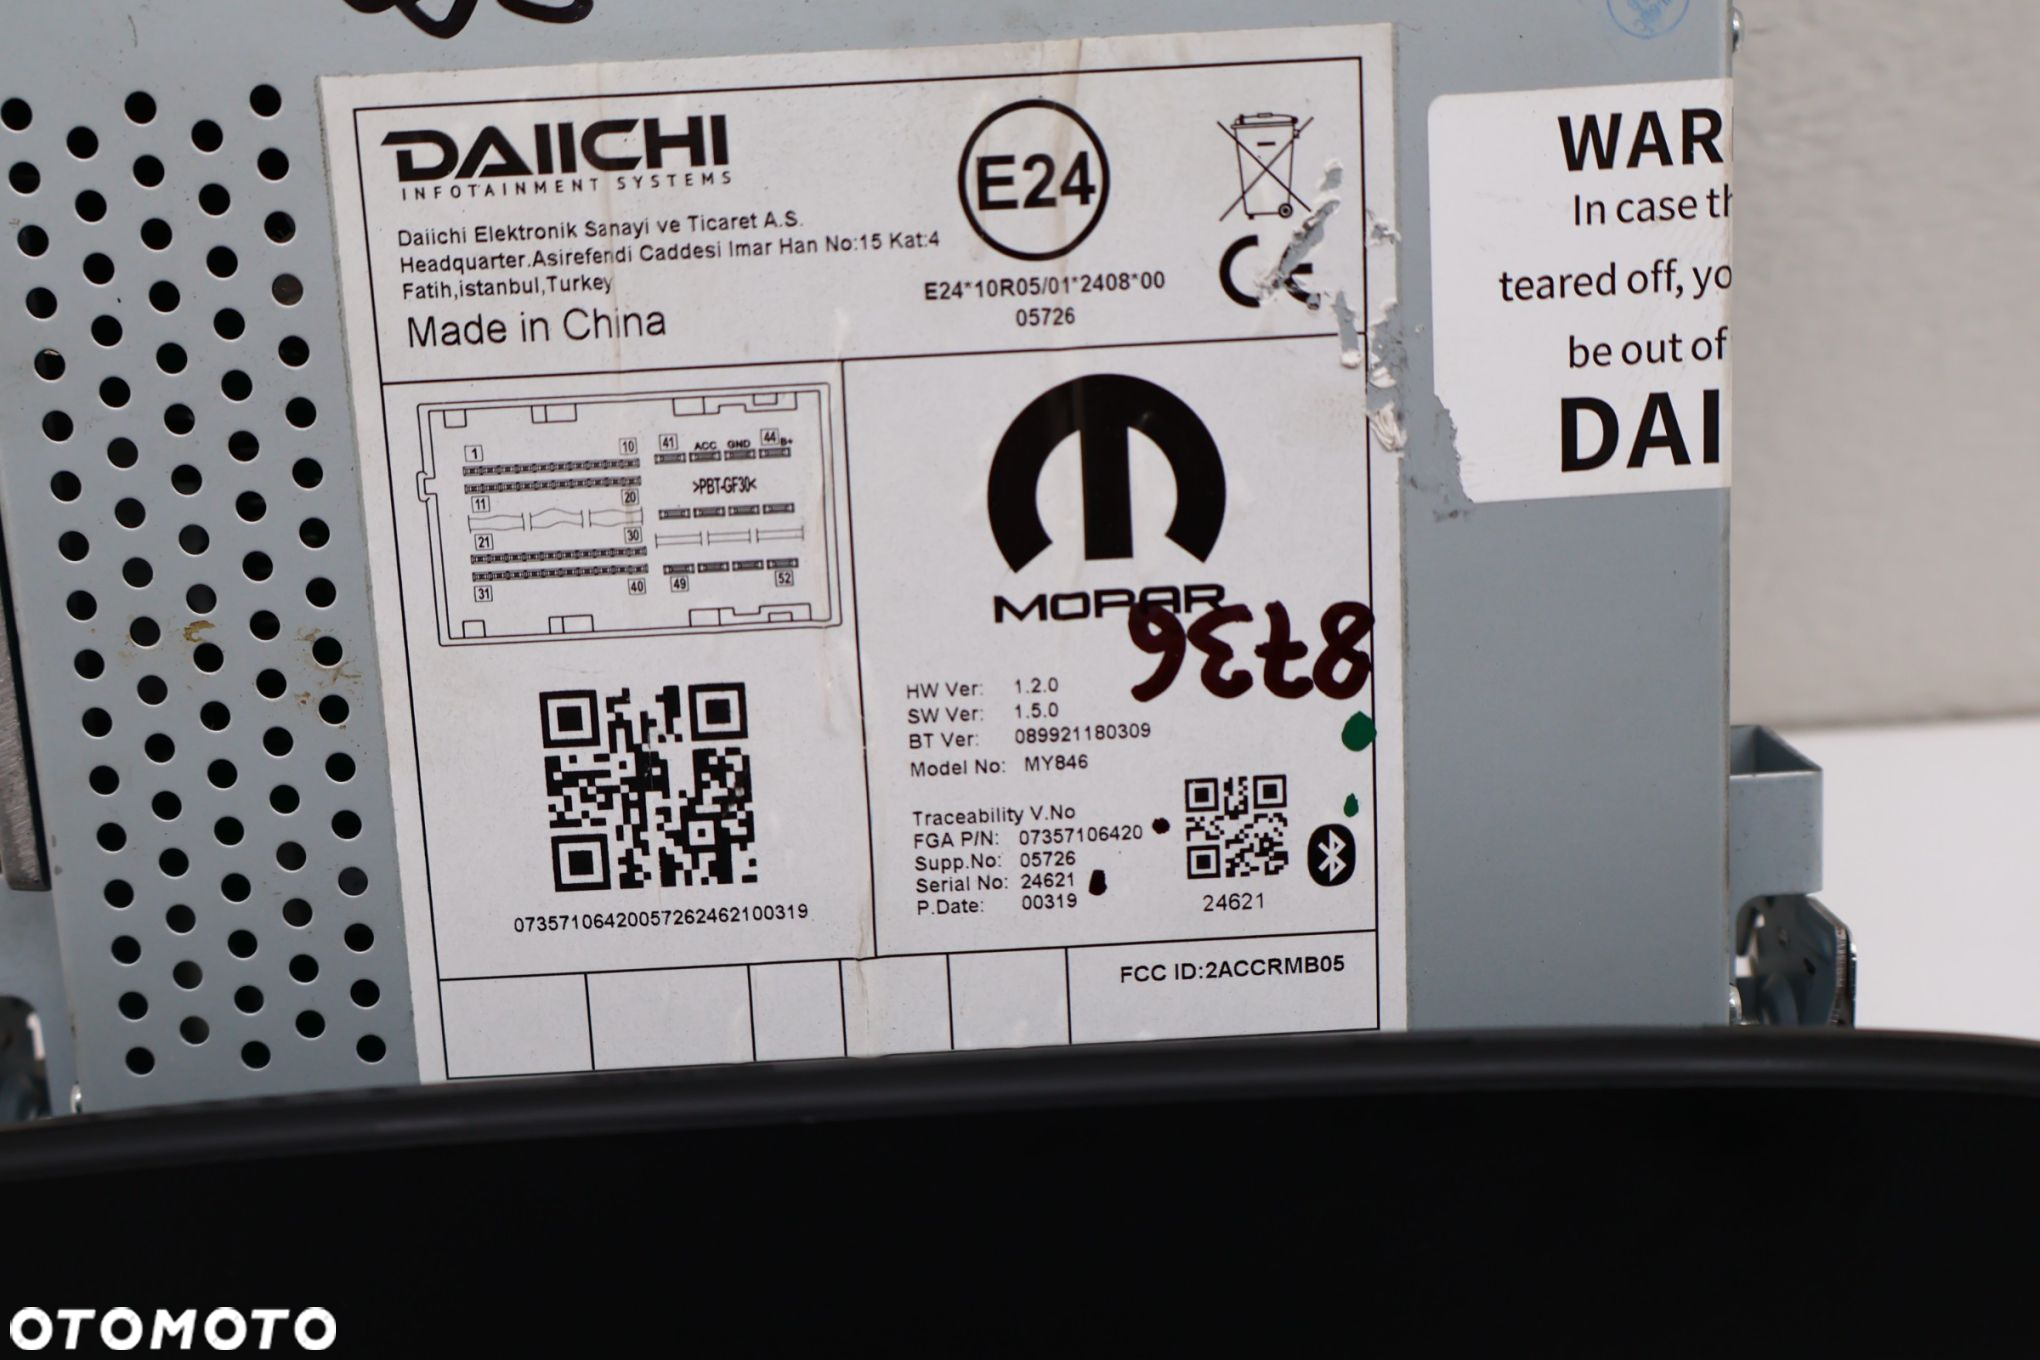 DAIICHI
INFOTAINMENT SYSTEMS
Daiichi Elektronik Sanayi ve Ticaret A.S.
Headquarter.Asirefendi Caddesi Imar Han No:15 Kat:4
Fatih,istanbul,Turkey
Made in China
E24
E24*10R05/01*2408*00
05726
CE
WAR
In case th
teared off, yo
be out of
DAI
1 10 41 ACC GND 44 B+
>PBT-GF30<
11 20
21 30
31 40 49 52
MOPAR
8736
HW Ver: 1.2.0
SW Ver: 1.5.0
BT Ver: 089921180309
Model No: MY846
Traceability V.No
FGA P/N: 07357106420
Supp.No: 05726
Serial No: 24621
P.Date: 00319
24621
07357106420057262462100319
FCC ID:2ACCRMB05
OTOMOTO